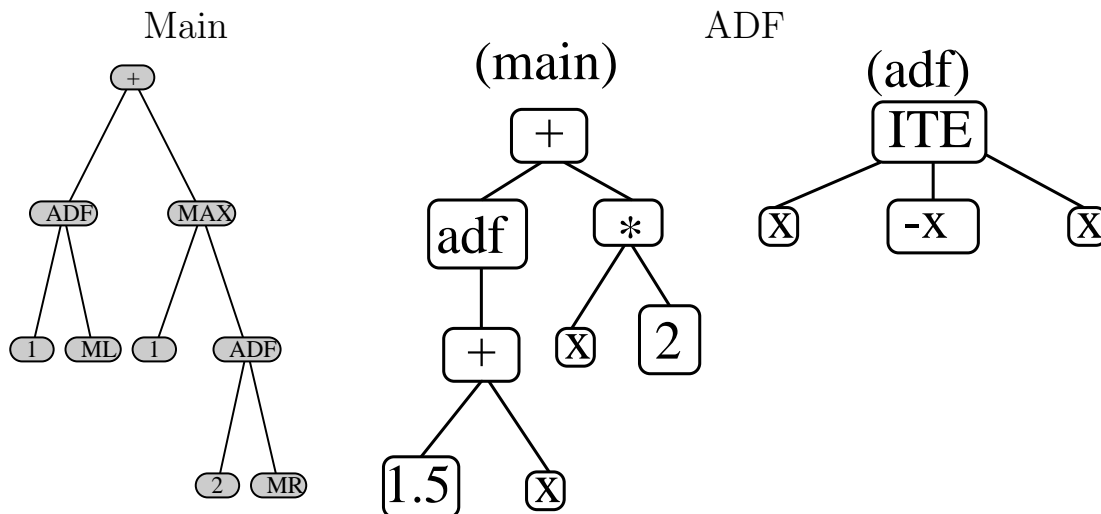 Main
ADF
(main)
(adf)
+
ADF
MAX
1
ML
1
ADF
2
MR
+
adf
*
+
x
2
1.5
x
ITE
x
-x
x